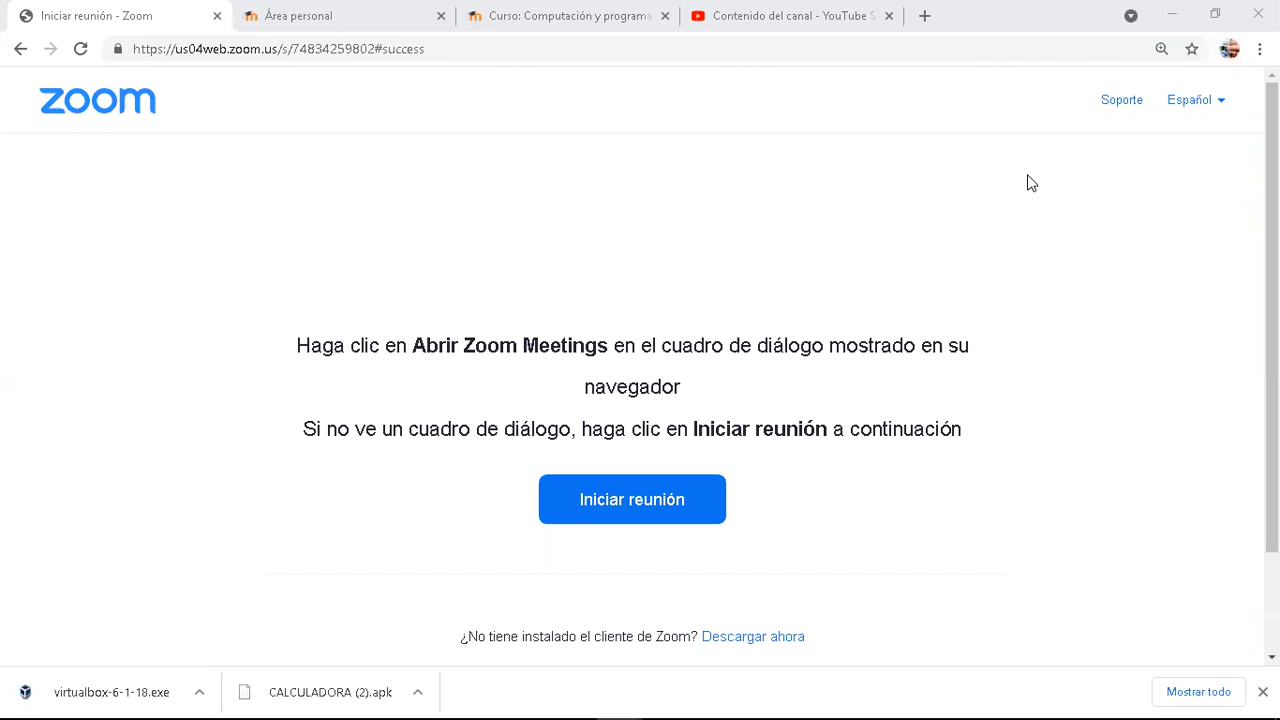 Iniciar reunión - Zoom
Área personal
Curso: Computación y programa
Contenido del canal - YouTube S
https://us04web.zoom.us/s/74834259802#success
zoom
Soporte
Español
Haga clic en Abrir Zoom Meetings en el cuadro de diálogo mostrado en su
navegador
Si no ve un cuadro de diálogo, haga clic en Iniciar reunión a continuación
Iniciar reunión
¿No tiene instalado el cliente de Zoom? Descargar ahora
virtualbox-6-1-18.exe
CALCULADORA (2).apk
Mostrar todo